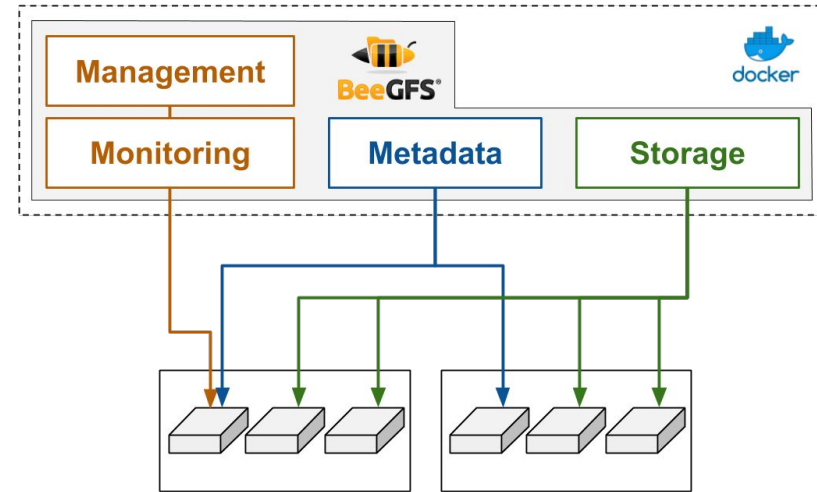 Management
BeeGFS®
docker
Monitoring
Metadata
Storage